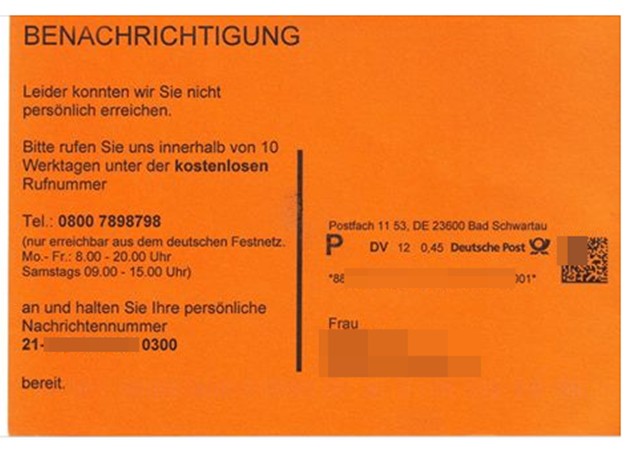 BENACHRICHTIGUNG
Leider konnten wir Sie nicht
persönlich erreichen.
Bitte rufen Sie uns innerhalb von 10
Werktagen unter der kostenlosen
Rufnummer
Tel.: 0800 7898798
(nur erreichbar aus dem deutschen Festnetz.
Mo.- Fr.: 8.00 - 20.00 Uhr
Samstags 09.00 - 15.00 Uhr)
an und halten Sie Ihre persönliche
Nachrichtennummer
21- 0300
bereit.
Postfach 11 53, DE 23600 Bad Schwartau
P DV 12 0,45 Deutsche Post
*88 001*
Frau